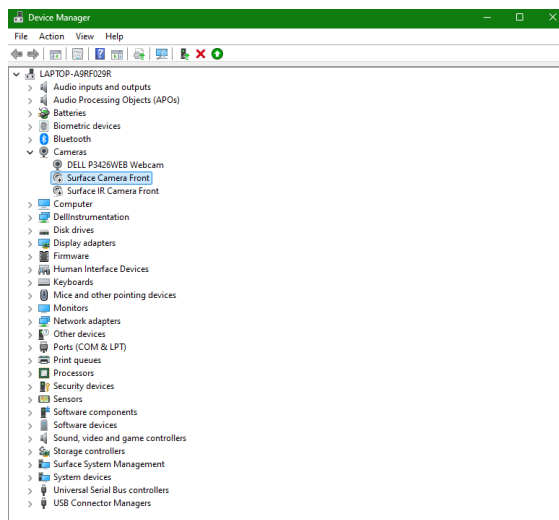 Device Manager
File Action View Help
LAPTOP-A9RF029R
Audio inputs and outputs
Audio Processing Objects (APOs)
Batteries
Biometric devices
Bluetooth
Cameras
DELL P3426WEB Webcam
Surface Camera Front
Surface IR Camera Front
Computer
DellInstrumentation
Disk drives
Display adapters
Firmware
Human Interface Devices
Keyboards
Mice and other pointing devices
Monitors
Network adapters
Other devices
Ports (COM & LPT)
Print queues
Processors
Security devices
Sensors
Software components
Software devices
Sound, video and game controllers
Storage controllers
Surface System Management
System devices
Universal Serial Bus controllers
USB Connector Managers